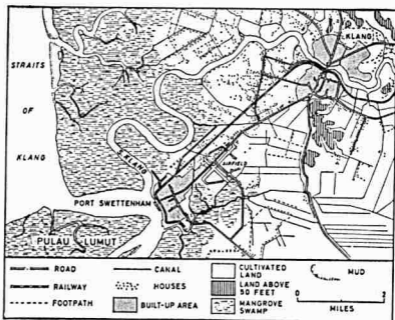 KLANG
STRAITS
OF
KLANG
KLANG
AIRFIELD
PORT SWETTENHAM
PULAU LUMUT
ROAD
RAILWAY
FOOTPATH
CANAL
HOUSES
BUILT-UP AREA
CULTIVATED
LAND
LAND ABOVE
50 FEET
MANGROVE
SWAMP
MUD
0 2
MILES